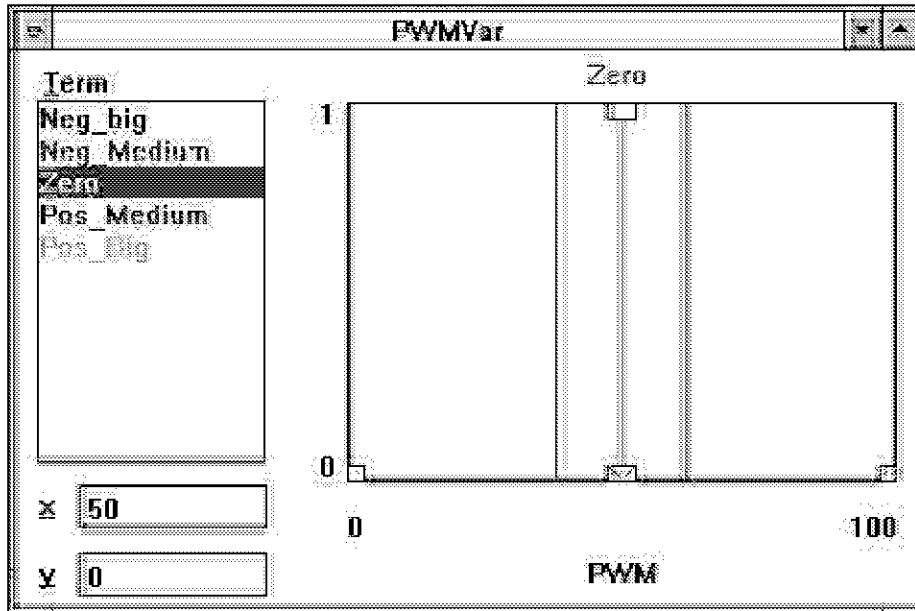 PWMVar
Term
Neg_big
Neg_Medium
Zero
Pos_Medium
Pos_Big
x 50
y 0
Zero
1
0
0 100
PWM